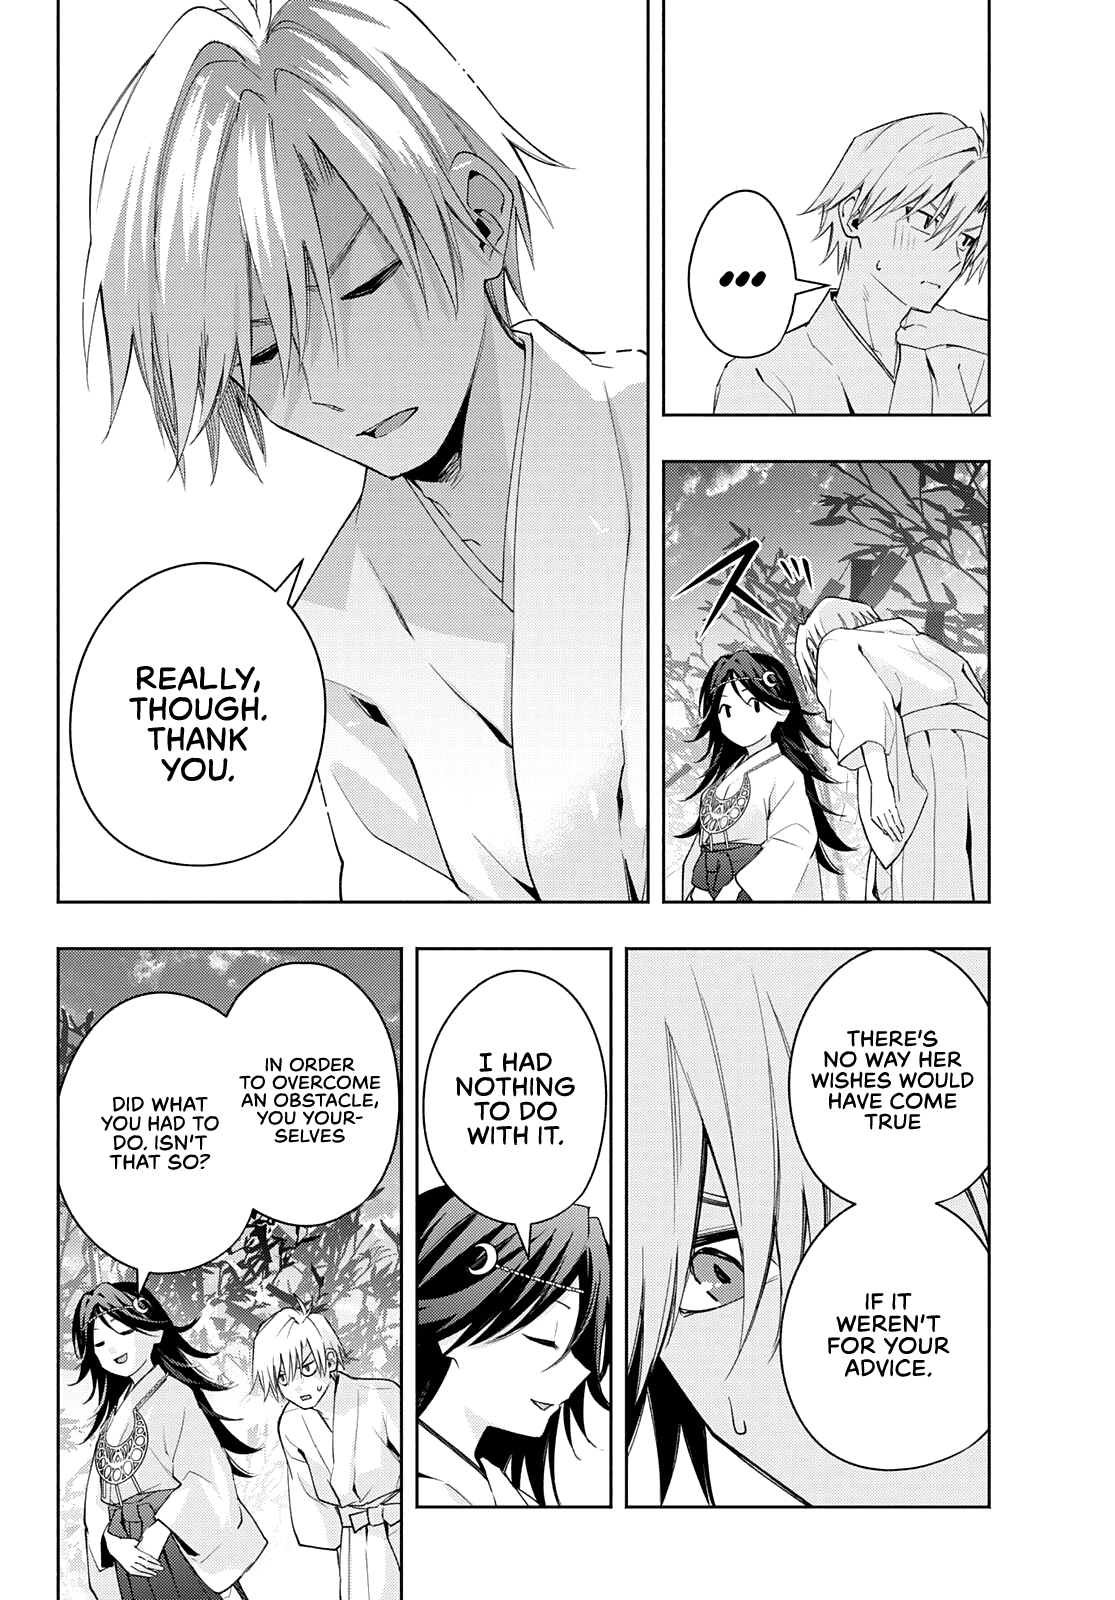 •••
ス
REALLY,
THOUGH.
THANK
YOU.
THERE'S
NO WAY HER
WISHES WOULD
HAVE COME
TRUE
IF IT
WEREN'T
FOR YOUR
ADVICE.
I HAD
NOTHING
TO DO
WITH IT.
IN ORDER
TO OVERCOME
AN OBSTACLE,
YOU YOUR-
SELVES
DID WHAT
YOU HAD TO
DO. ISN'T
THAT SO?